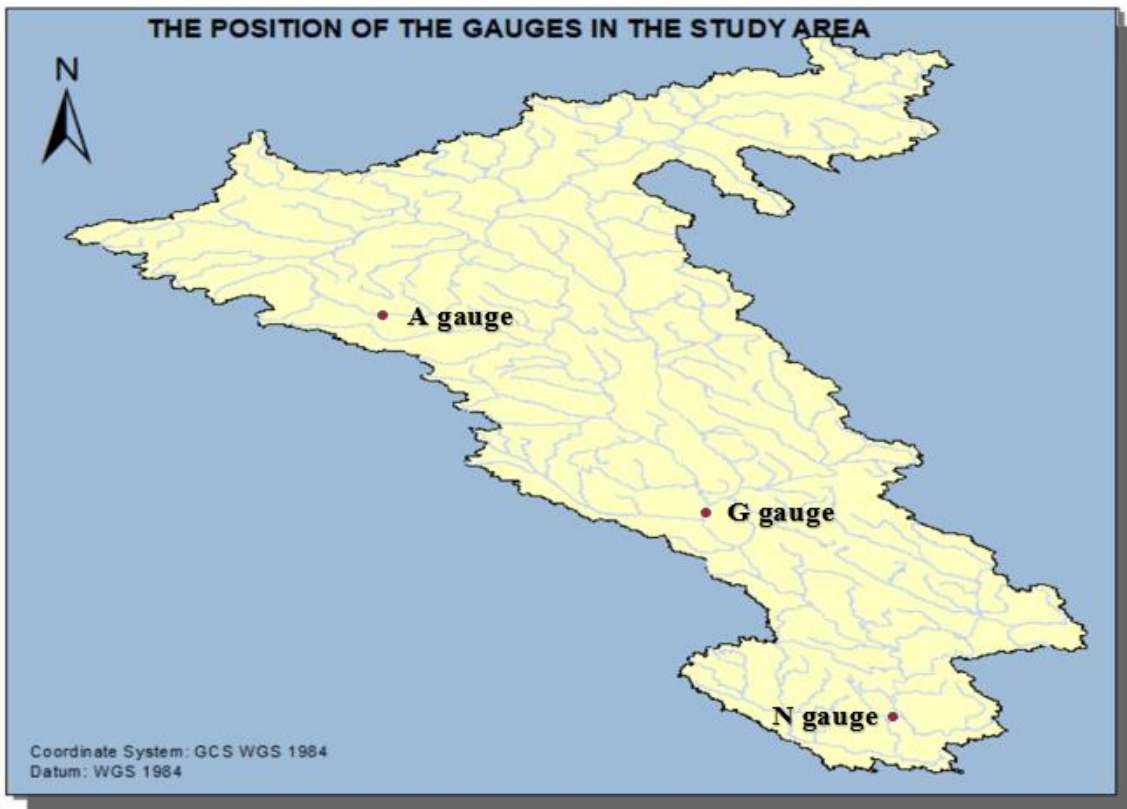 THE POSITION OF THE GAUGES IN THE STUDY AREA
N
A gauge
G gauge
N gauge
Coordinate System: GCS WGS 1984
Datum: WGS 1984